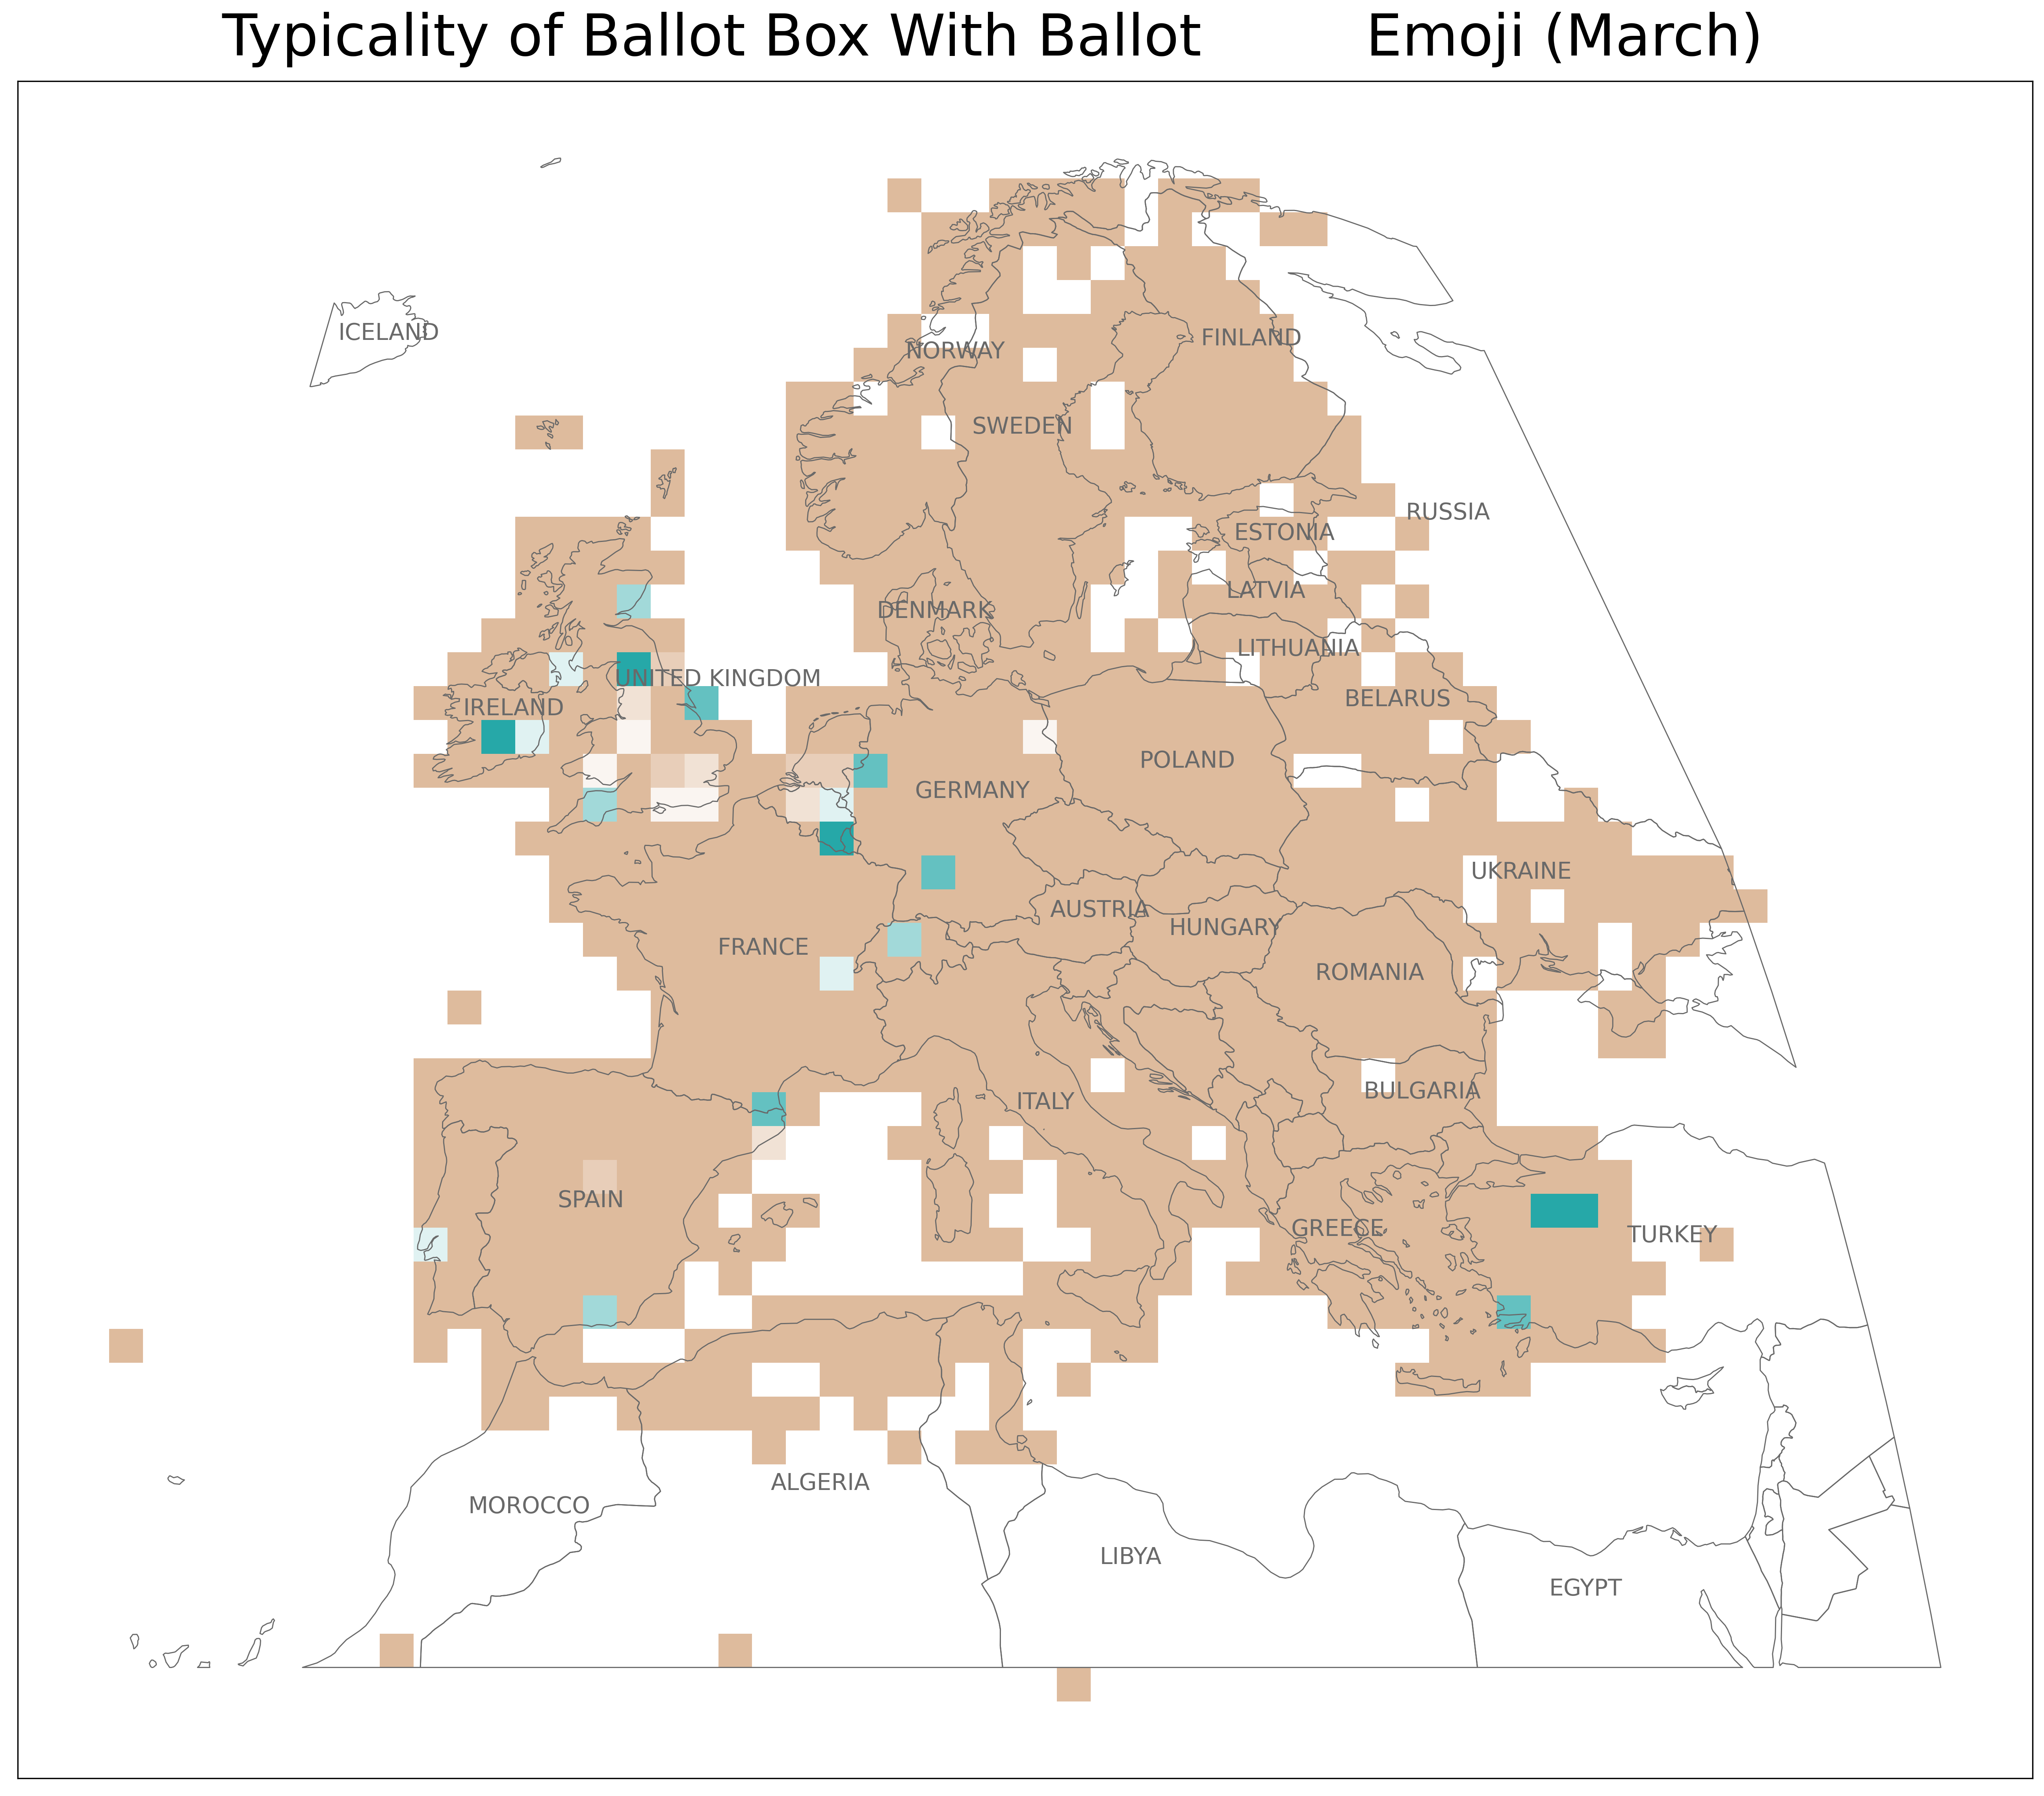 Typicality of Ballot Box With Ballot Emoji (March)
ICELAND
NORWAY
FINLAND
SWEDEN
RUSSIA
ESTONIA
LATVIA
DENMARK
LITHUANIA
UNITED KINGDOM
BELARUS
IRELAND
POLAND
GERMANY
UKRAINE
AUSTRIA
HUNGARY
FRANCE
ROMANIA
BULGARIA
ITALY
SPAIN
GREECE
TURKEY
ALGERIA
MOROCCO
LIBYA
EGYPT